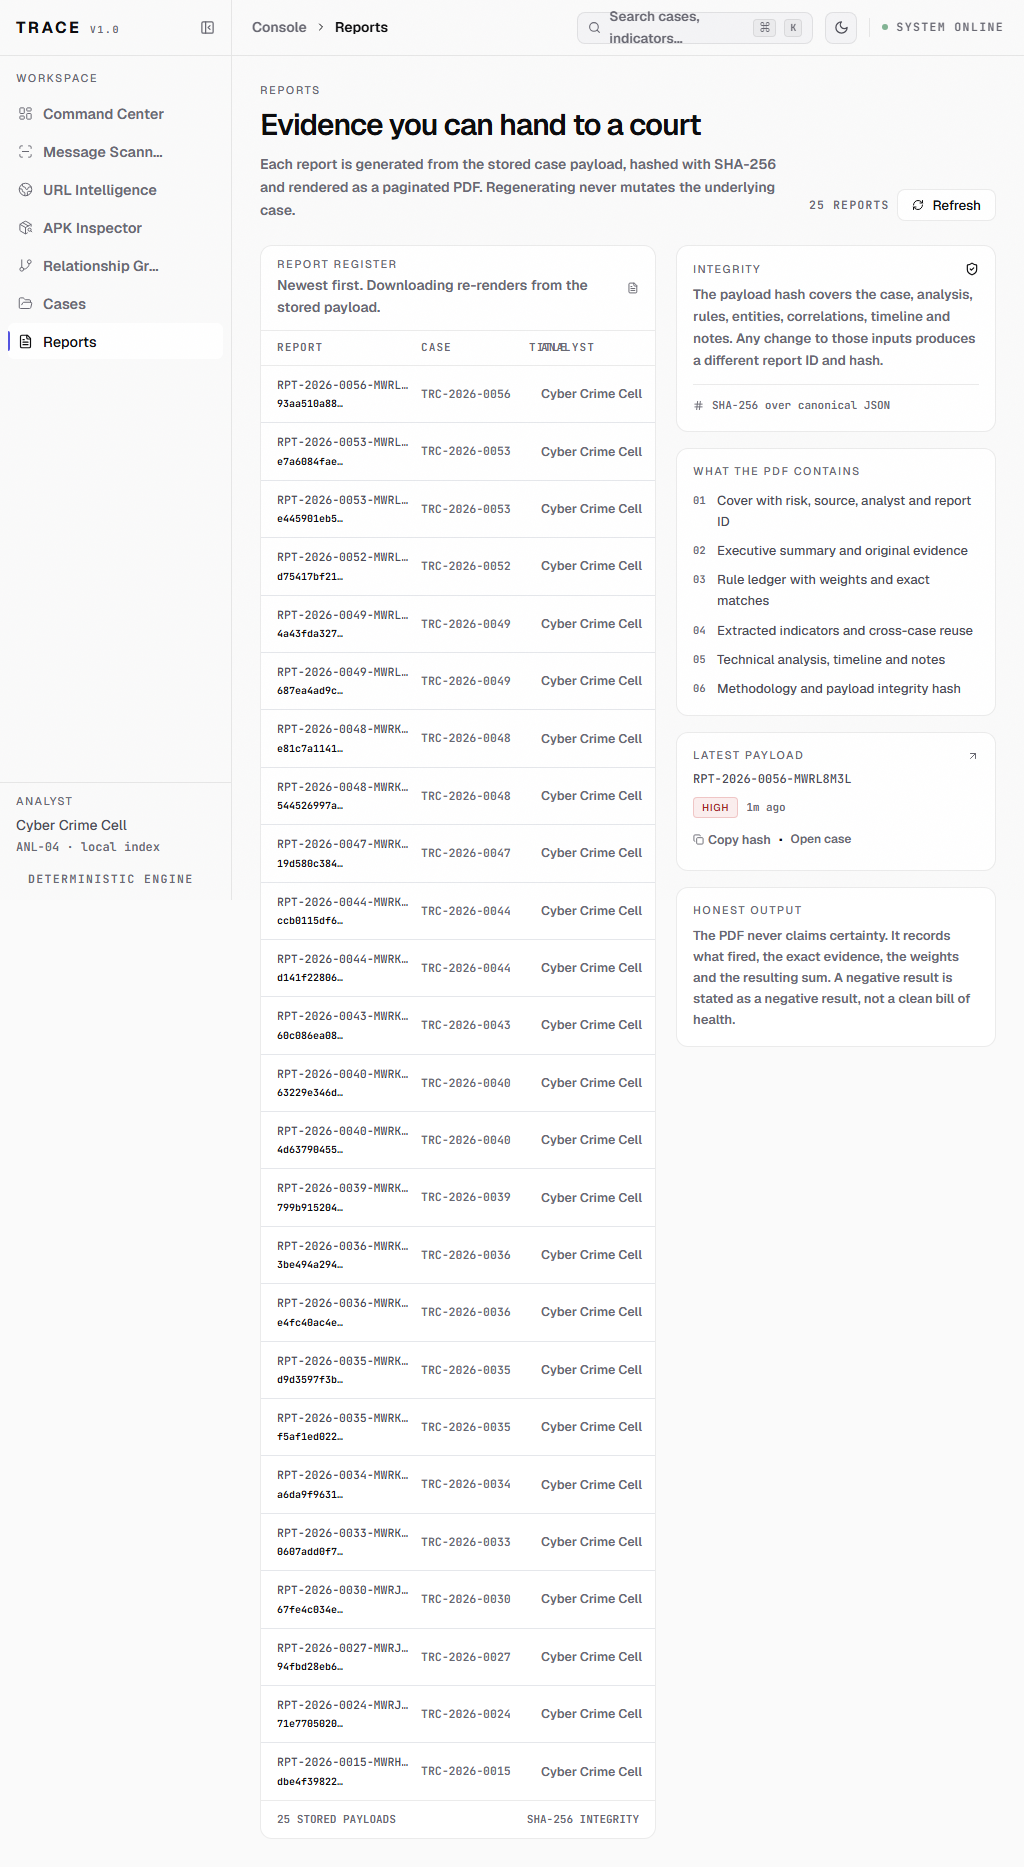 TRACE V1.0
Console > Reports
Search cases, indicators…
⌘ K
SYSTEM ONLINE
WORKSPACE
Command Center
Message Scann…
URL Intelligence
APK Inspector
Relationship Gr…
Cases
Reports
ANALYST
Cyber Crime Cell
ANL-04 · local index
DETERMINISTIC ENGINE
REPORTS
Evidence you can hand to a court
Each report is generated from the stored case payload, hashed with SHA-256
and rendered as a paginated PDF. Regenerating never mutates the underlying
case.
25 REPORTS
Refresh
REPORT REGISTER
Newest first. Downloading re-renders from the
stored payload.
REPORT CASE TITLE ANALYST
RPT-2026-0056-MWRL… TRC-2026-0056 Cyber Crime Cell
93aa510a88…
RPT-2026-0053-MWRL… TRC-2026-0053 Cyber Crime Cell
e7a6084fae…
RPT-2026-0053-MWRL… TRC-2026-0053 Cyber Crime Cell
e445901eb5…
RPT-2026-0052-MWRL… TRC-2026-0052 Cyber Crime Cell
d75417bf21…
RPT-2026-0049-MWRL… TRC-2026-0049 Cyber Crime Cell
4a43fda327…
RPT-2026-0049-MWRL… TRC-2026-0049 Cyber Crime Cell
687ea4ad9c…
RPT-2026-0048-MWRK… TRC-2026-0048 Cyber Crime Cell
e81c7a1141…
RPT-2026-0048-MWRK… TRC-2026-0048 Cyber Crime Cell
544526997a…
RPT-2026-0047-MWRK… TRC-2026-0047 Cyber Crime Cell
19d580c384…
RPT-2026-0044-MWRK… TRC-2026-0044 Cyber Crime Cell
ccb0115df6…
RPT-2026-0044-MWRK… TRC-2026-0044 Cyber Crime Cell
d141f22806…
RPT-2026-0043-MWRK… TRC-2026-0043 Cyber Crime Cell
60c086ea08…
RPT-2026-0040-MWRK… TRC-2026-0040 Cyber Crime Cell
63229e346d…
RPT-2026-0040-MWRK… TRC-2026-0040 Cyber Crime Cell
4d63790455…
RPT-2026-0039-MWRK… TRC-2026-0039 Cyber Crime Cell
799b915204…
RPT-2026-0036-MWRK… TRC-2026-0036 Cyber Crime Cell
3be494a294…
RPT-2026-0036-MWRK… TRC-2026-0036 Cyber Crime Cell
e4fc40ac4e…
RPT-2026-0035-MWRK… TRC-2026-0035 Cyber Crime Cell
d9d3597f3b…
RPT-2026-0035-MWRK… TRC-2026-0035 Cyber Crime Cell
f5af1ed022…
RPT-2026-0034-MWRK… TRC-2026-0034 Cyber Crime Cell
a6da9f9631…
RPT-2026-0033-MWRK… TRC-2026-0033 Cyber Crime Cell
0607add0f7…
RPT-2026-0030-MWRJ… TRC-2026-0030 Cyber Crime Cell
67fe4c034e…
RPT-2026-0027-MWRJ… TRC-2026-0027 Cyber Crime Cell
94fbd28eb6…
RPT-2026-0024-MWRJ… TRC-2026-0024 Cyber Crime Cell
71e7705020…
RPT-2026-0015-MWRH… TRC-2026-0015 Cyber Crime Cell
dbe4f39822…
25 STORED PAYLOADS SHA-256 INTEGRITY
INTEGRITY
The payload hash covers the case, analysis,
rules, entities, correlations, timeline and
notes. Any change to those inputs produces
a different report ID and hash.
# SHA-256 over canonical JSON
WHAT THE PDF CONTAINS
01 Cover with risk, source, analyst and report
ID
02 Executive summary and original evidence
03 Rule ledger with weights and exact
matches
04 Extracted indicators and cross-case reuse
05 Technical analysis, timeline and notes
06 Methodology and payload integrity hash
LATEST PAYLOAD
RPT-2026-0056-MWRL8M3L
HIGH 1m ago
Copy hash · Open case
HONEST OUTPUT
The PDF never claims certainty. It records
what fired, the exact evidence, the weights
and the resulting sum. A negative result is
stated as a negative result, not a clean bill of
health.